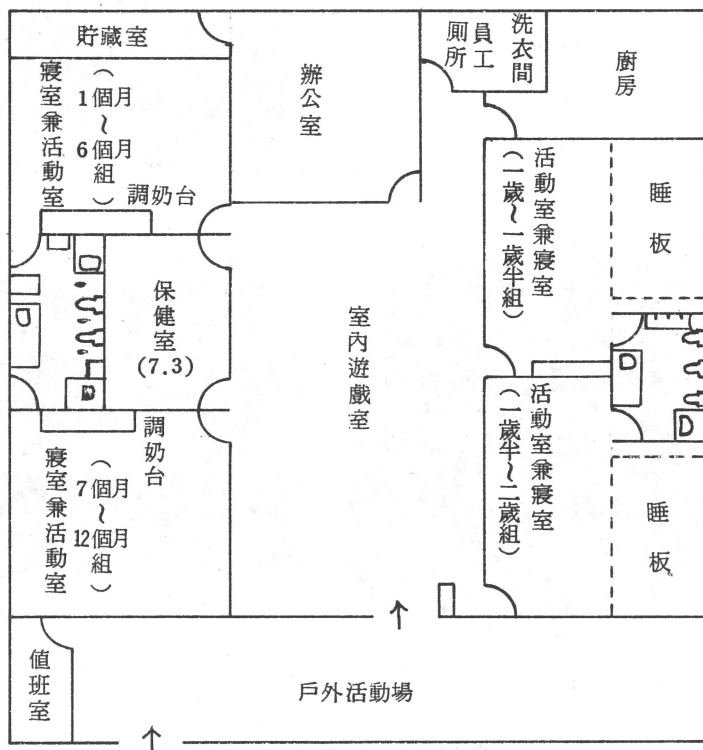 貯藏室
寢室兼活動室
（1個月～6個月組）
調奶台
辦公室
員工
厠所
洗衣間
廚房
活動室兼寢室
（一歲～一歲半組）
睡板
保健室
(7.3)
室內遊戲室
調奶台
寢室兼活動室
（7個月～12個月組）
活動室兼寢室
（一歲半～二歲組）
睡板
值班室
戶外活動場